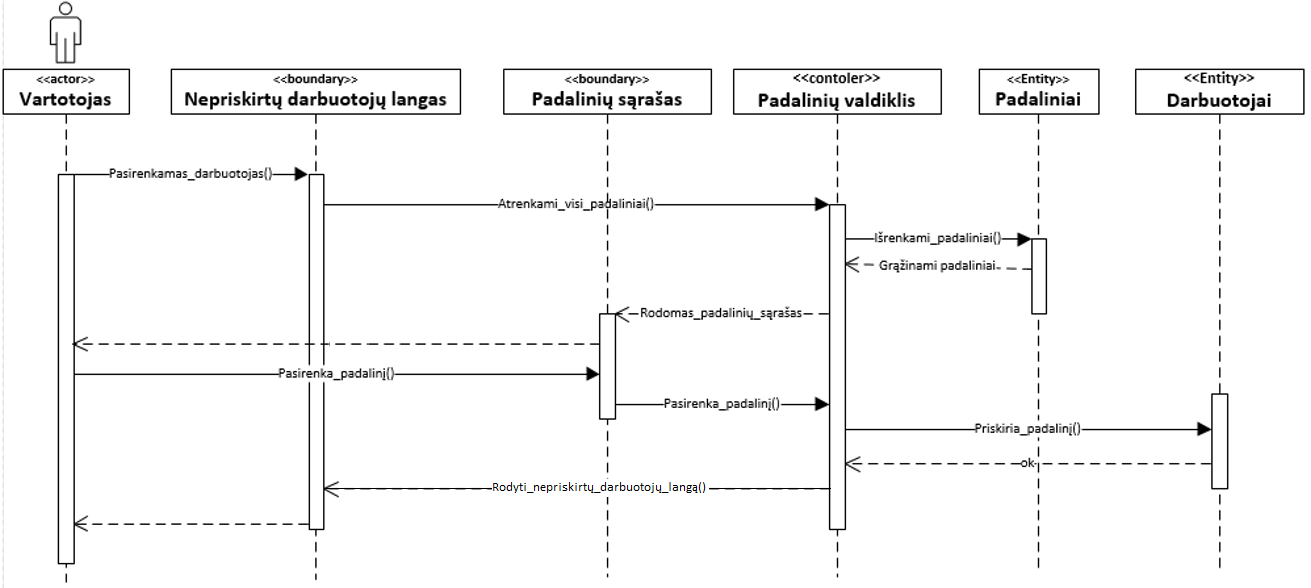 <<actor>>
Vartotojas
<<boundary>>
Nepriskirtų darbuotojų langas
<<boundary>>
Padalinių sąrašas
<<contoler>>
Padalinių valdiklis
<<Entity>>
Padaliniai
<<Entity>>
Darbuotojai
Pasirenkamas_darbuotojas()
Atrenkami_visi_padaliniai()
Išrenkami_padaliniai()
Grąžinami padaliniai
Rodomas_padalinių_sąrašas
Pasirenka_padalinį()
Pasirenka_padalinį()
Priskiria_padalinį()
ok
Rodyti_nepriskirtų_darbuotojų_langą()